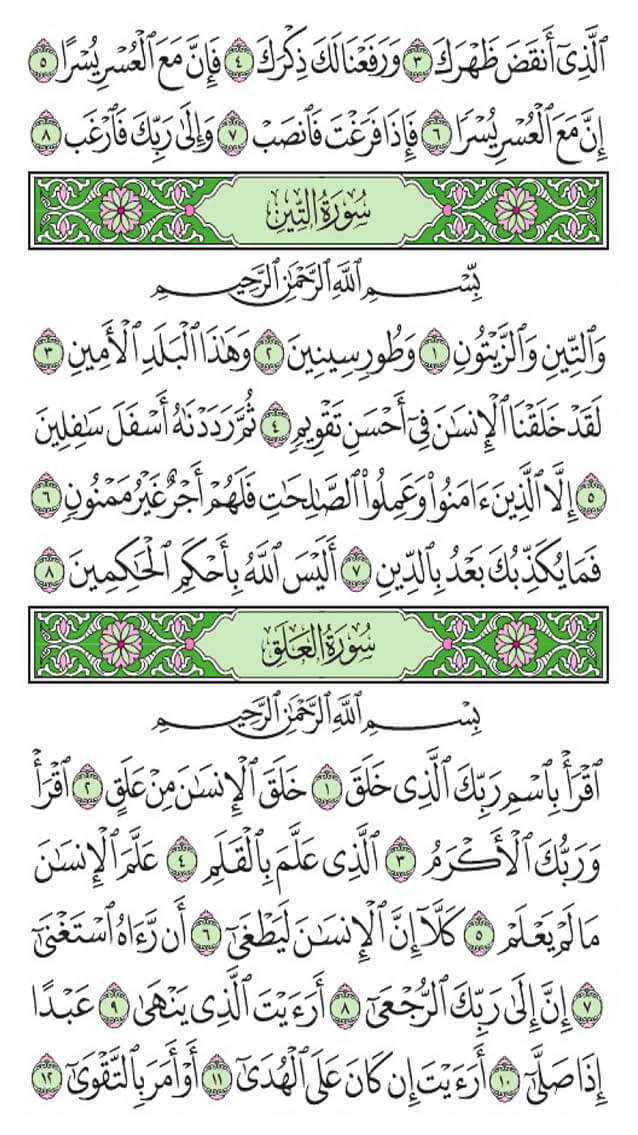 ٱلَّذِىٓ أَنقَضَ ظَهْرَكَ ٣ وَرَفَعْنَا لَكَ ذِكْرَكَ ٤ فَإِنَّ مَعَ ٱلْعُسْرِ يُسْرًا ٥
إِنَّ مَعَ ٱلْعُسْرِ يُسْرًا ٦ فَإِذَا فَرَغْتَ فَٱنصَبْ ٧ وَإِلَىٰ رَبِّكَ فَٱرْغَب ٨
سُورَةُ التِّينِ
بِسْمِ ٱللَّهِ ٱلرَّحْمَٰنِ ٱلرَّحِيمِ
وَٱلتِّينِ وَٱلزَّيْتُونِ ١ وَطُورِ سِينِينَ ٢ وَهَٰذَا ٱلْبَلَدِ ٱلْأَمِينِ ٣
لَقَدْ خَلَقْنَا ٱلْإِنسَٰنَ فِىٓ أَحْسَنِ تَقْوِيمٍ ٤ ثُمَّ رَدَدْنَٰهُ أَسْفَلَ سَٰفِلِينَ
٥ إِلَّا ٱلَّذِينَ ءَامَنُوا۟ وَعَمِلُوا۟ ٱلصَّٰلِحَٰتِ فَلَهُمْ أَجْرٌ غَيْرُ مَمْنُونٍ ٦
فَمَا يُكَذِّبُكَ بَعْدُ بِٱلدِّينِ ٧ أَلَيْسَ ٱللَّهُ بِأَحْكَمِ ٱلْحَٰكِمِينَ ٨
سُورَةُ العَلَقِ
بِسْمِ ٱللَّهِ ٱلرَّحْمَٰنِ ٱلرَّحِيمِ
ٱقْرَأْ بِٱسْمِ رَبِّكَ ٱلَّذِى خَلَقَ ١ خَلَقَ ٱلْإِنسَٰنَ مِنْ عَلَقٍ ٢ ٱقْرَأْ
وَرَبُّكَ ٱلْأَكْرَمُ ٣ ٱلَّذِى عَلَّمَ بِٱلْقَلَمِ ٤ عَلَّمَ ٱلْإِنسَٰنَ
مَا لَمْ يَعْلَمْ ٥ كَلَّآ إِنَّ ٱلْإِنسَٰنَ لَيَطْغَىٰٓ ٦ أَن رَّءَاهُ ٱسْتَغْنَىٰٓ
٧ إِنَّ إِلَىٰ رَبِّكَ ٱلرُّجْعَىٰٓ ٨ أَرَءَيْتَ ٱلَّذِى يَنْهَىٰ ٩ عَبْدًا
إِذَا صَلَّىٰٓ ١٠ أَرَءَيْتَ إِن كَانَ عَلَى ٱلْهُدَىٰٓ ١١ أَوْ أَمَرَ بِٱلتَّقْوَىٰٓ ١٢